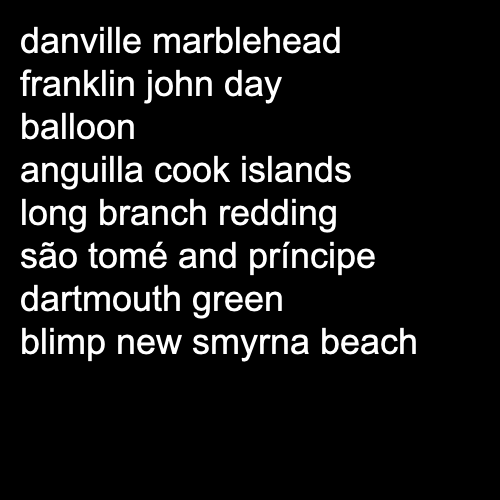 danville marblehead
franklin john day
balloon
anguilla cook islands
long branch redding
são tomé and príncipe
dartmouth green
blimp new smyrna beach